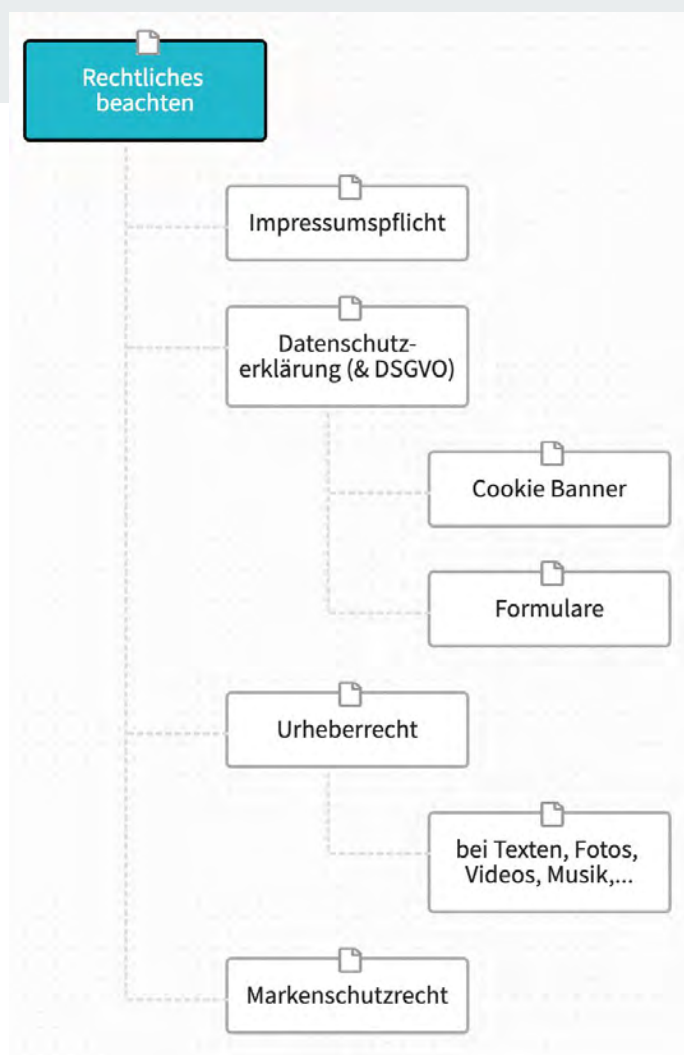 Rechtliches
beachten
Impressumspflicht
Datenschutz-
erklärung (& DSGVO)
Cookie Banner
Formulare
Urheberrecht
bei Texten, Fotos,
Videos, Musik,...
Markenschutzrecht